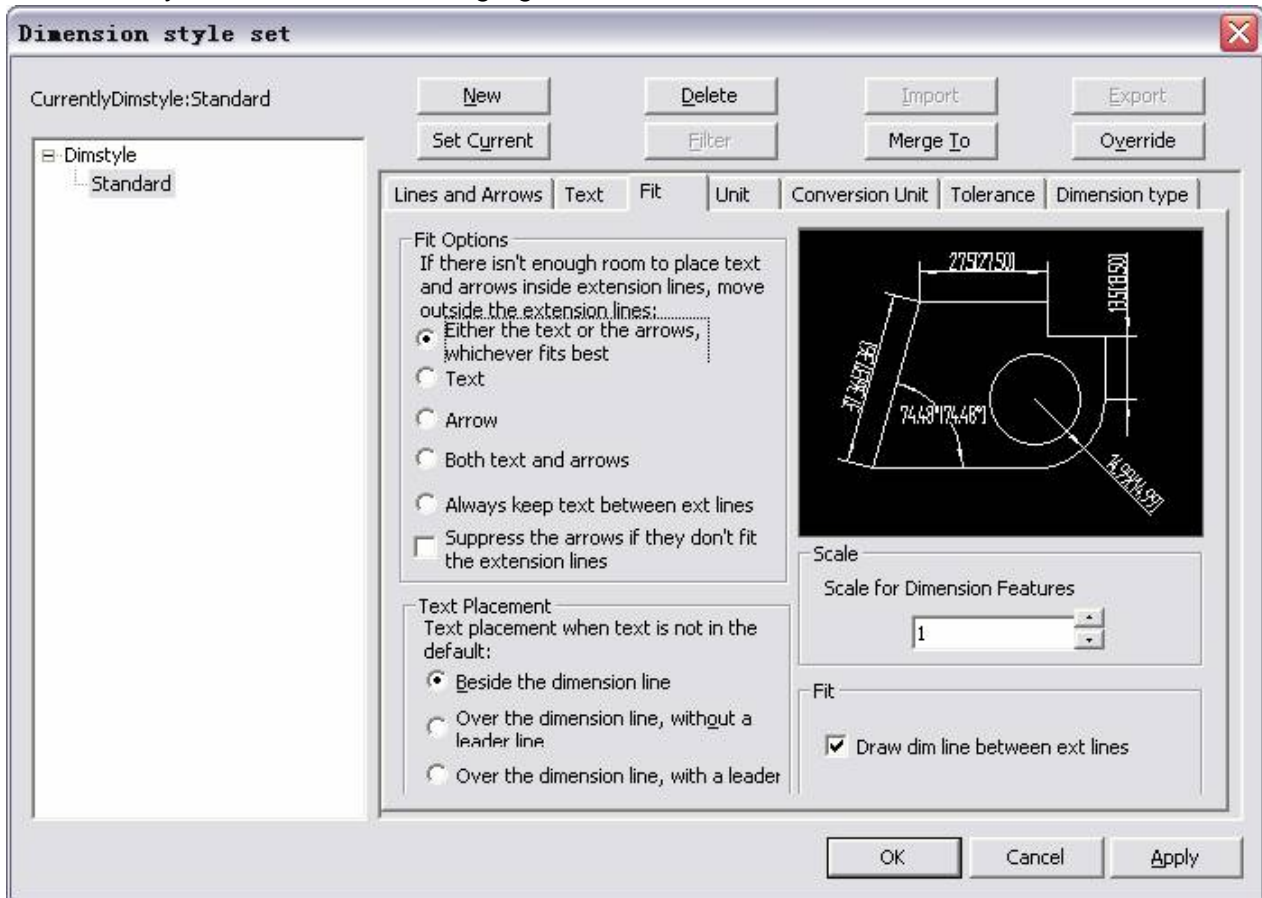 Dimension style set
CurrentlyDimstyle:Standard
New
Delete
Import
Export
Set Current
Filter
Merge To
Override
Dimstyle
Standard
Lines and Arrows
Text
Fit
Unit
Conversion Unit
Tolerance
Dimension type
Fit Options
If there isn't enough room to place text
and arrows inside extension lines, move
outside the extension lines:
Either the text or the arrows,
whichever fits best
Text
Arrow
Both text and arrows
Always keep text between ext lines
Suppress the arrows if they don't fit
the extension lines
Text Placement
Text placement when text is not in the
default:
Beside the dimension line
Over the dimension line, without a
leader line
Over the dimension line, with a leader
74.48°[74.48°]
Scale
Scale for Dimension Features
1
Fit
Draw dim line between ext lines
OK
Cancel
Apply